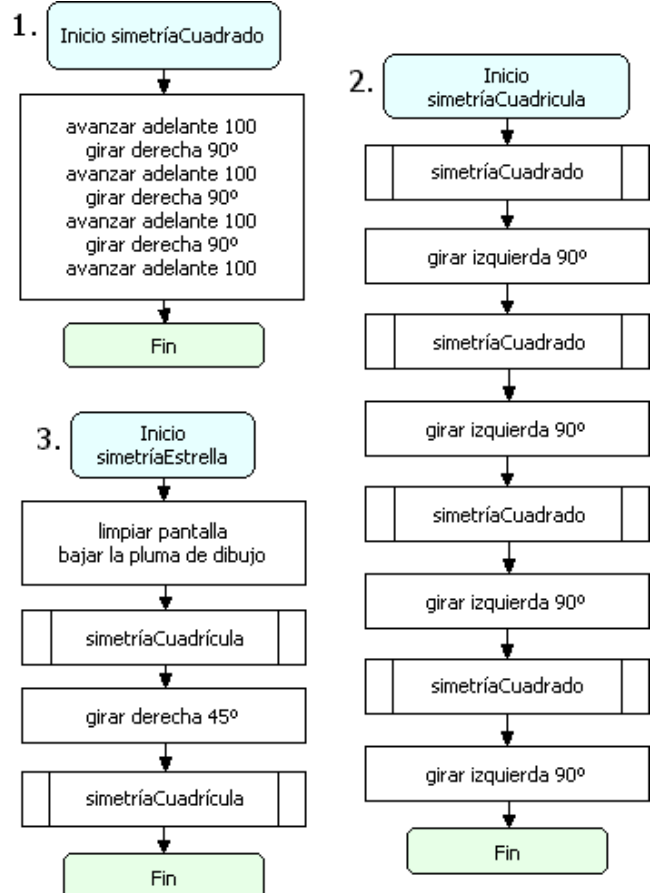 1.
Inicio simetríaCuadrado
avanzar adelante 100
girar derecha 90º
avanzar adelante 100
girar derecha 90º
avanzar adelante 100
girar derecha 90º
avanzar adelante 100
Fin
2.
Inicio
simetríaCuadricula
simetríaCuadrado
girar izquierda 90º
simetríaCuadrado
girar izquierda 90º
simetríaCuadrado
girar izquierda 90º
simetríaCuadrado
girar izquierda 90º
Fin
3.
Inicio
simetríaEstrella
limpiar pantalla
bajar la pluma de dibujo
simetríaCuadrícula
girar derecha 45º
simetríaCuadrícula
Fin